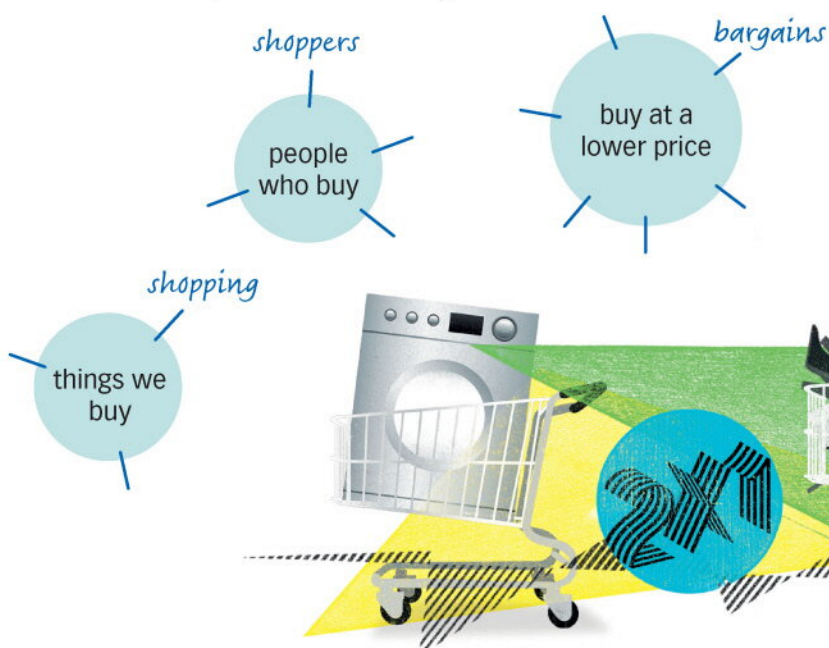 shoppers
bargains
people
who buy
buy at a
lower price
shopping
things we
buy
2X1